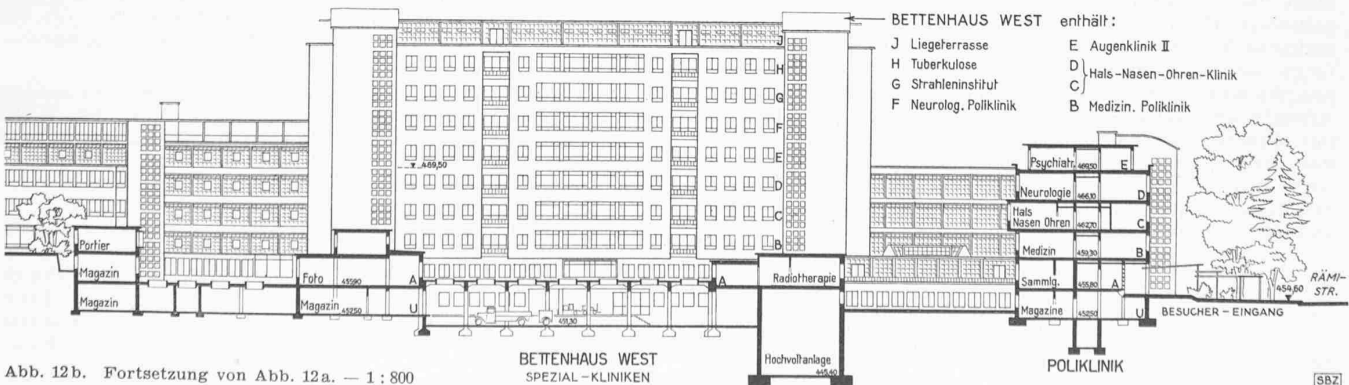 BETTENHAUS WEST enthält:
J Liegeterrasse
H Tuberkulose
G Strahleninstitut
F Neurolog. Poliklinik
E Augenklinik II
D
C
Hals-Nasen-Ohren-Klinik
B Medizin. Poliklinik
J
H
G
F
E
D
C
B
469,50
Portier
Magazin
Magazin
Foto 455,90 A
Magazin 452,50 U
451,30
A
Radiotherapie
Hochvoltanlage
445,40
Psychiatr. 469,50 E
Neurologie 466,10 D
Hals
Nasen Ohren 462,70 C
Medizin 459,30 B
Sammlg. 455,80 A
Magazine 452,50 U
454,60
RÄMI-
STR.
BESUCHER-EINGANG
BETTENHAUS WEST
SPEZIAL-KLINIKEN
POLIKLINIK
Abb. 12b. Fortsetzung von Abb. 12a. — 1 : 800
SBZ